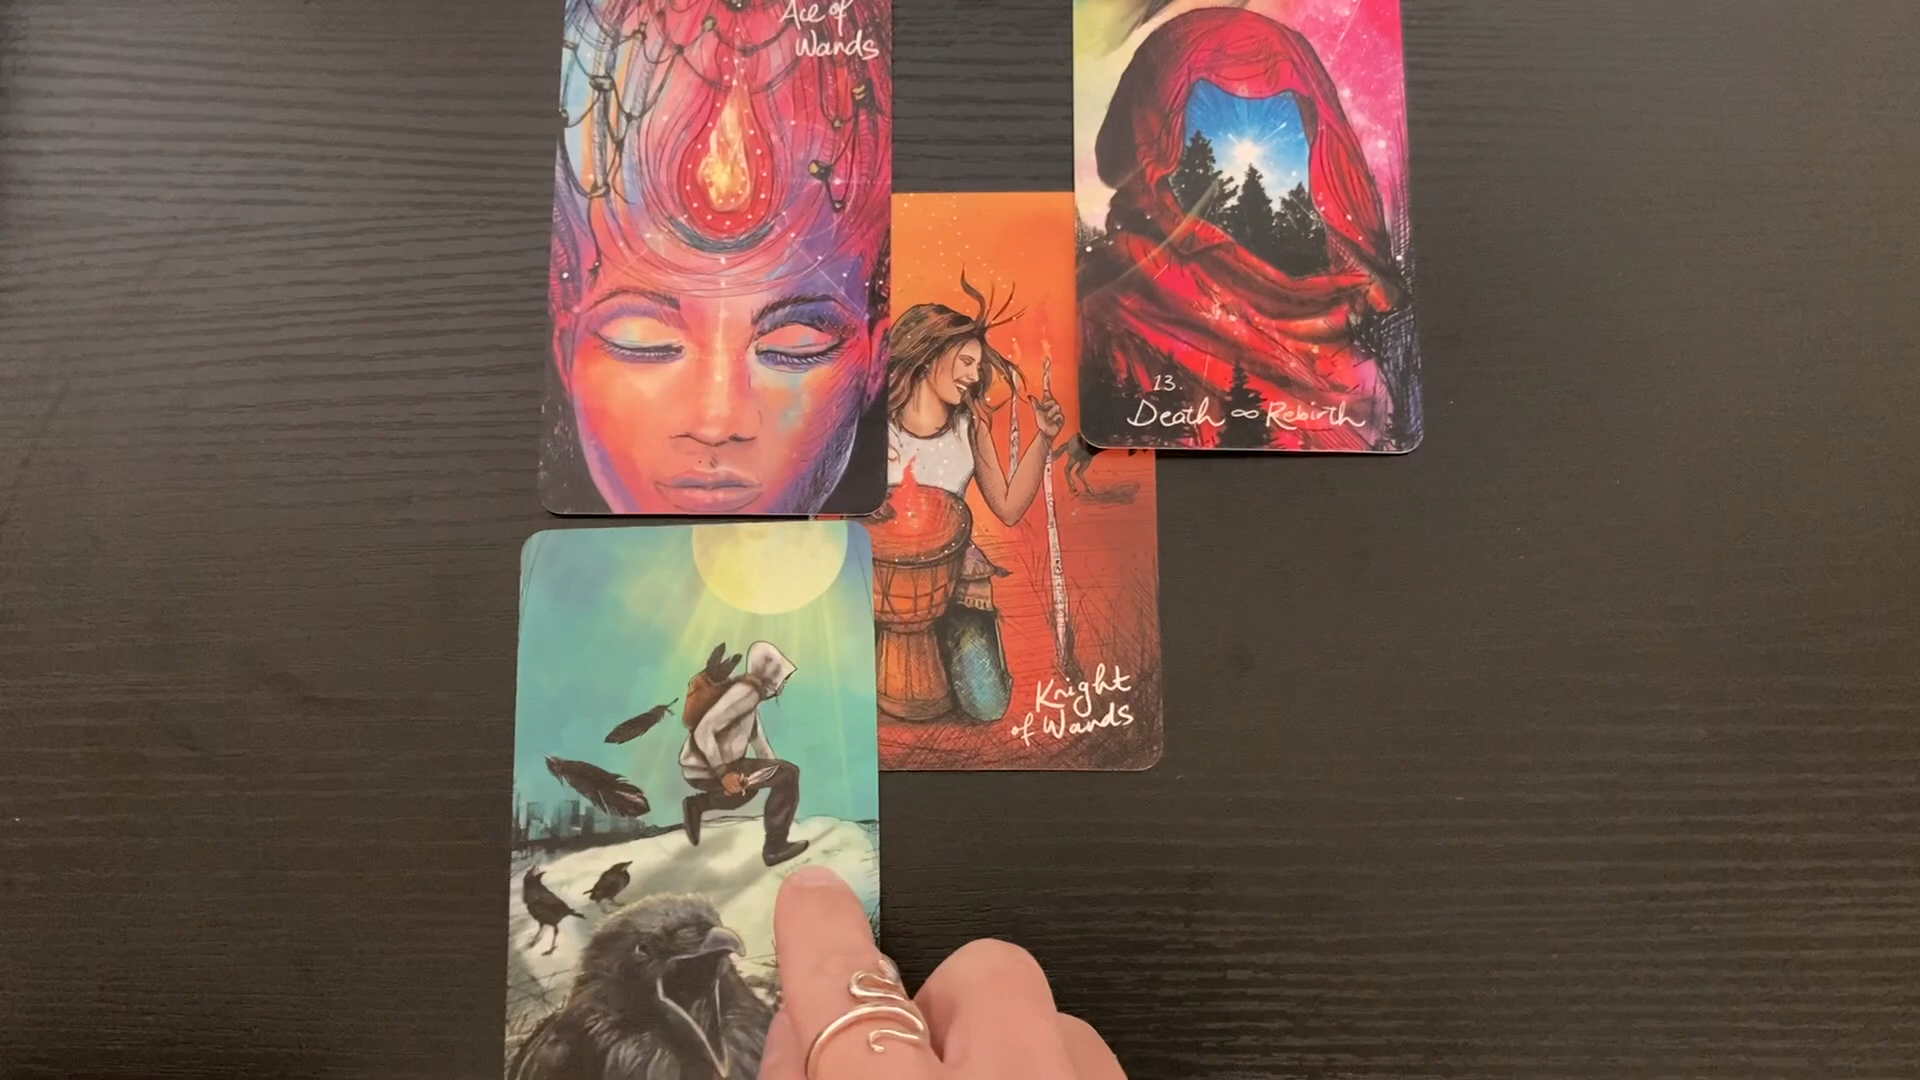 Ace of
Wands
13.
Death ∞ Rebirth
Knight
of Wands